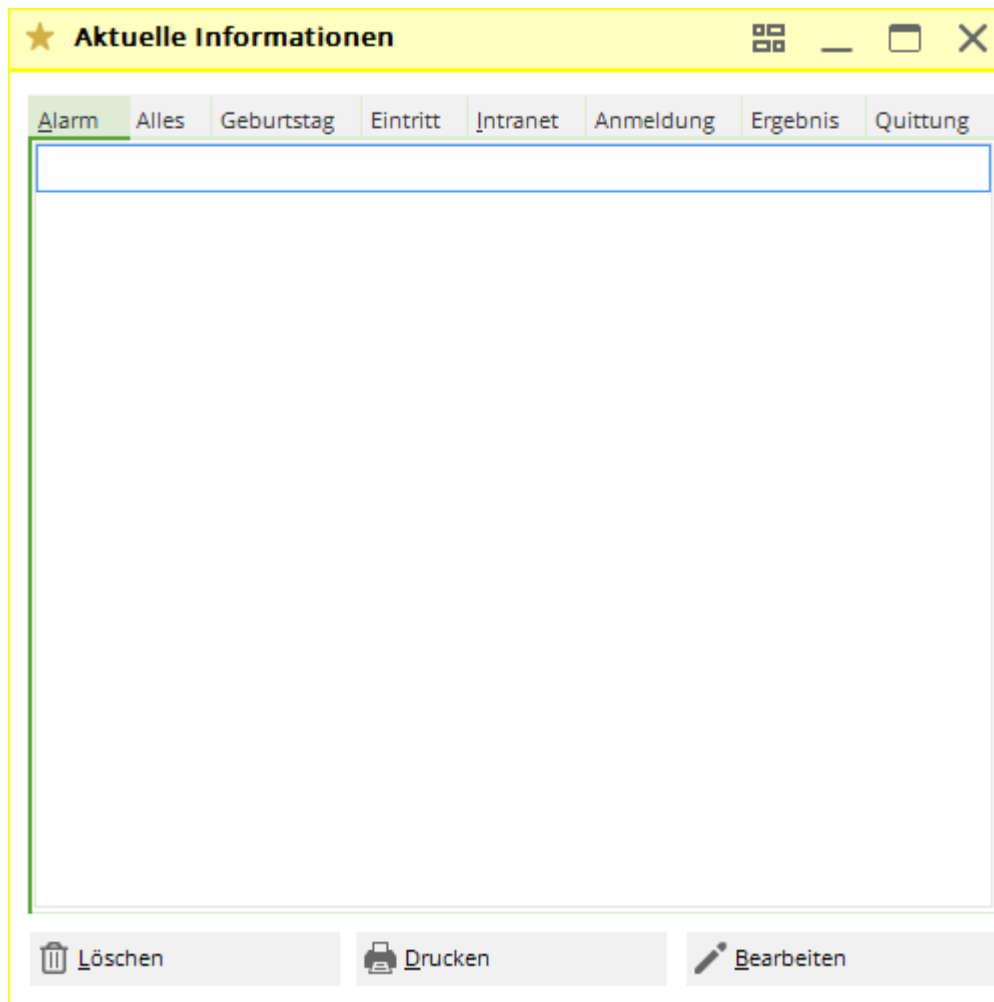 Aktuelle Informationen
Alarm Alles Geburtstag Eintritt Intranet Anmeldung Ergebnis Quittung
Löschen Drucken Bearbeiten